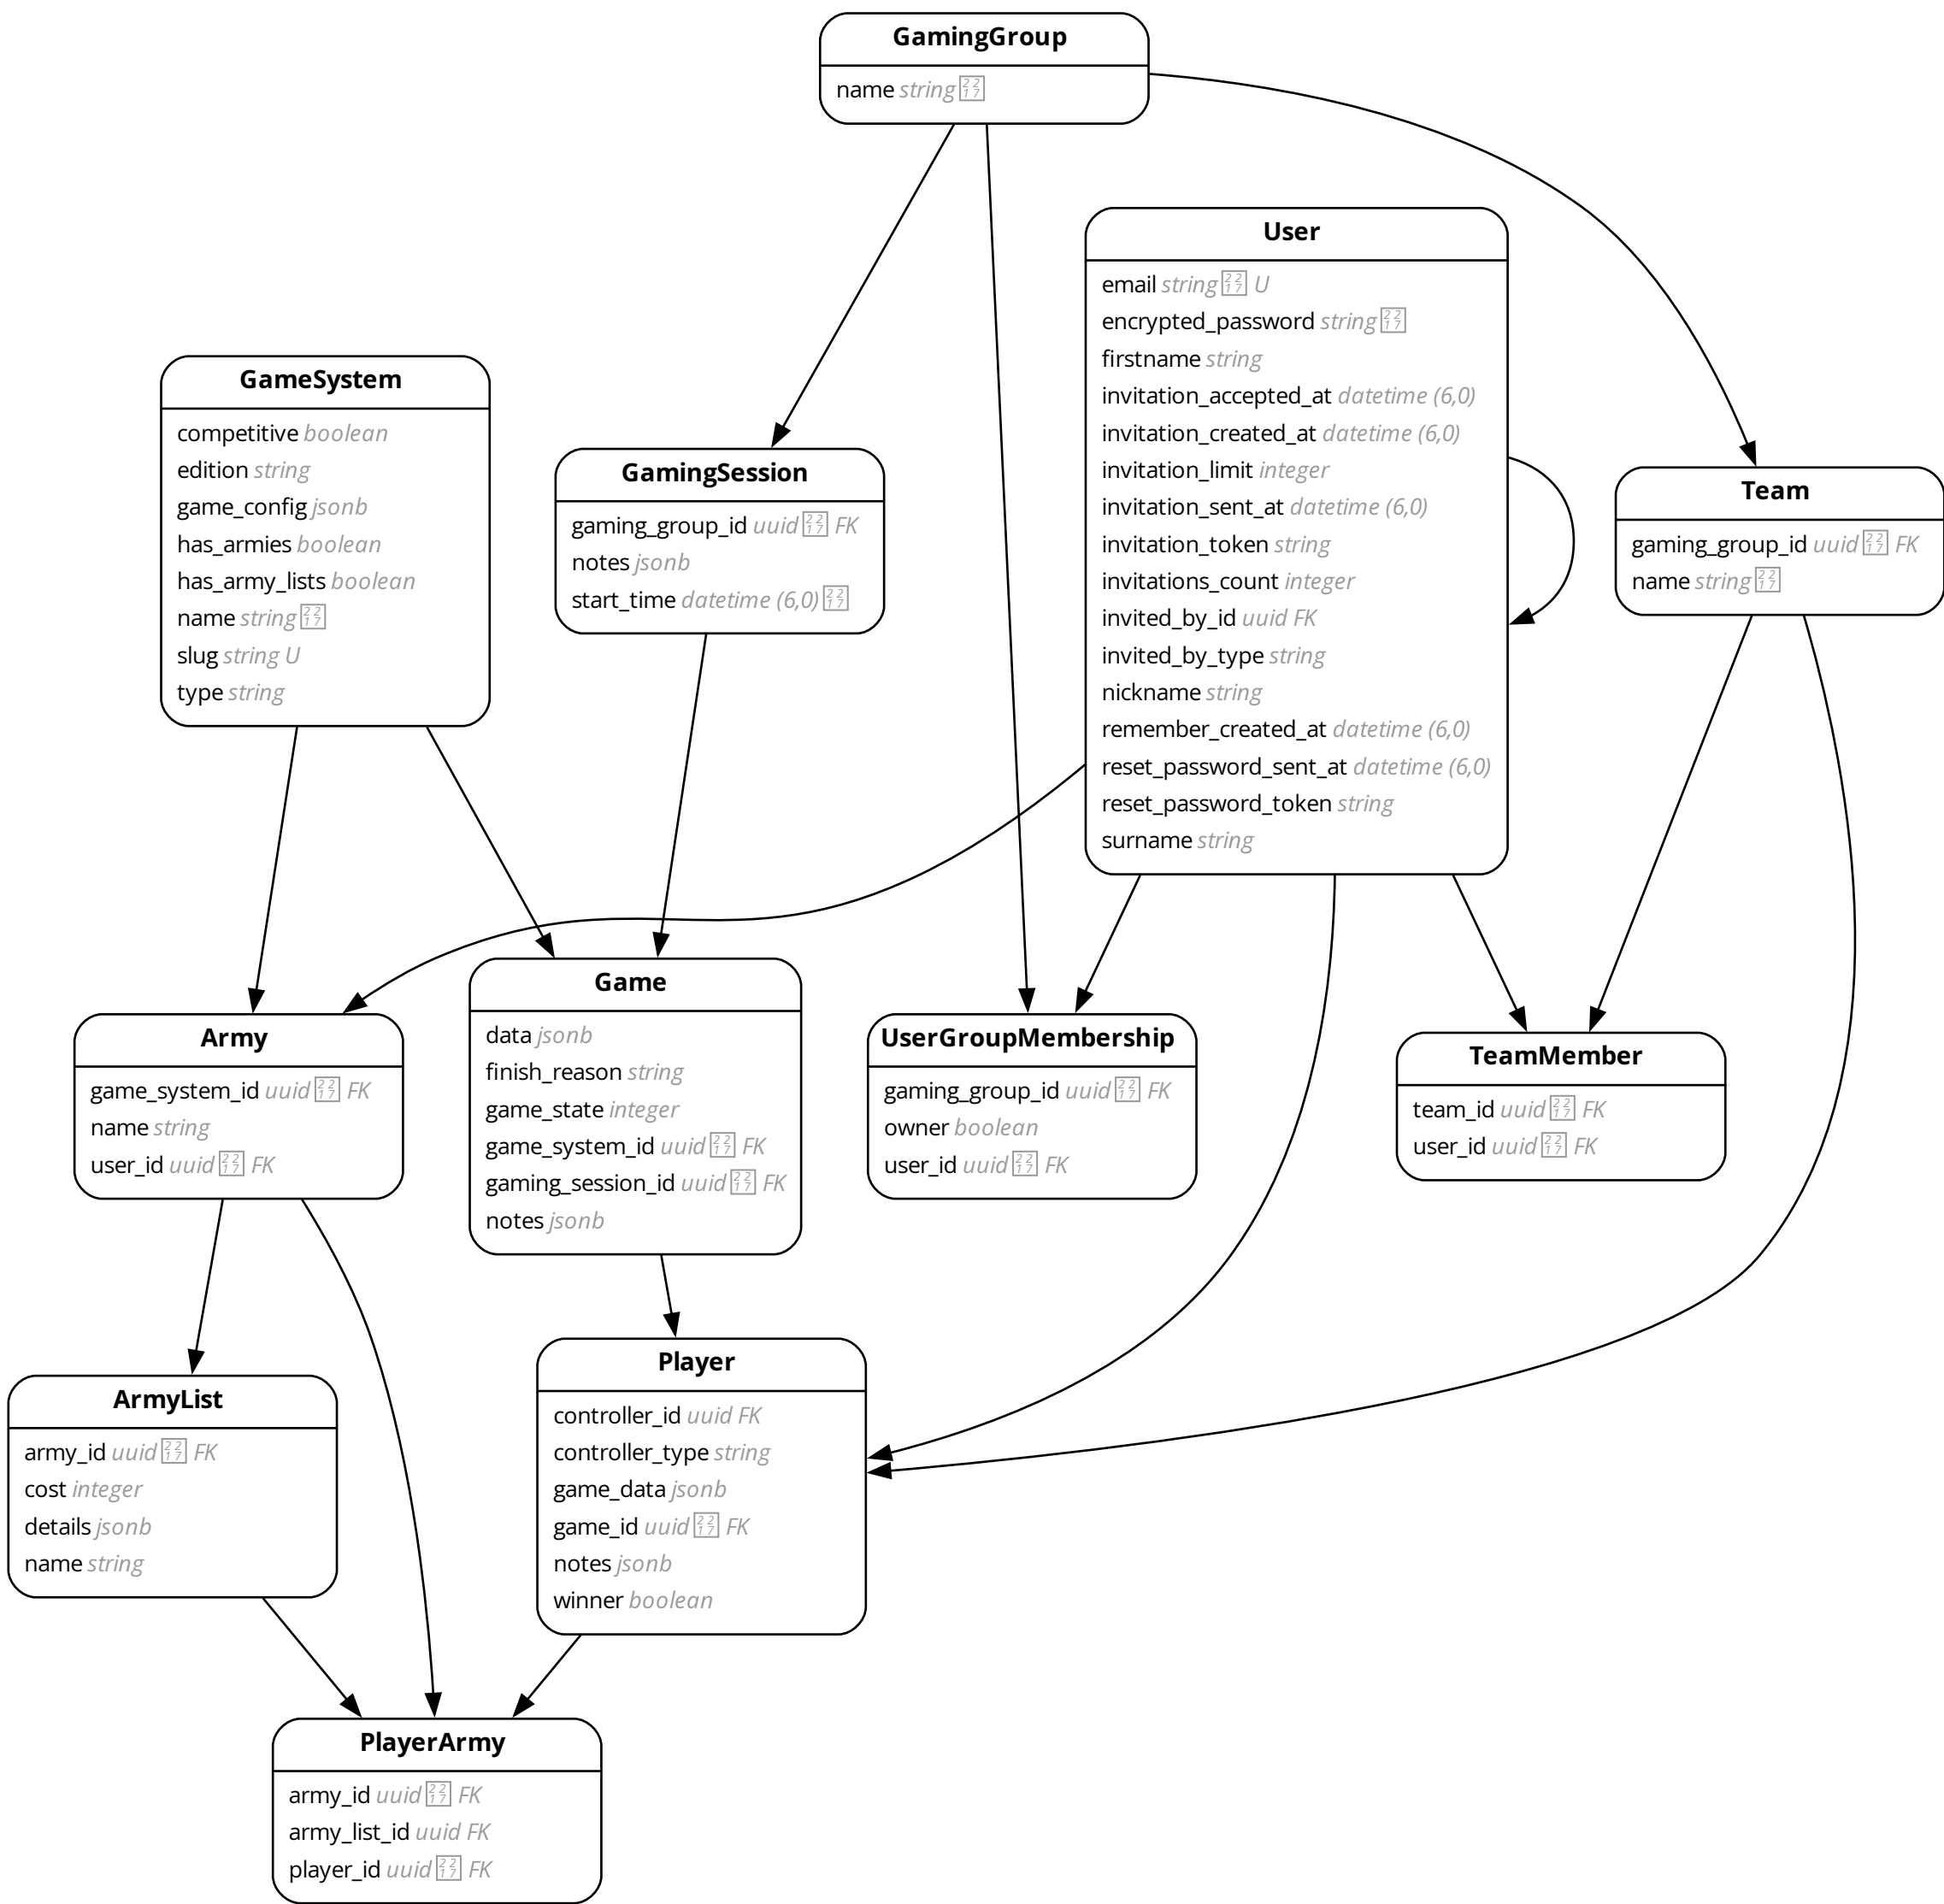 GamingGroup
name string ∗
User
email string ∗ U
encrypted_password string ∗
firstname string
invitation_accepted_at datetime (6,0)
invitation_created_at datetime (6,0)
invitation_limit integer
invitation_sent_at datetime (6,0)
invitation_token string
invitations_count integer
invited_by_id uuid FK
invited_by_type string
nickname string
remember_created_at datetime (6,0)
reset_password_sent_at datetime (6,0)
reset_password_token string
surname string
GameSystem
competitive boolean
edition string
game_config jsonb
has_armies boolean
has_army_lists boolean
name string ∗
slug string U
type string
GamingSession
gaming_group_id uuid ∗ FK
notes jsonb
start_time datetime (6,0) ∗
Team
gaming_group_id uuid ∗ FK
name string ∗
Army
game_system_id uuid ∗ FK
name string
user_id uuid ∗ FK
Game
data jsonb
finish_reason string
game_state integer
game_system_id uuid ∗ FK
gaming_session_id uuid ∗ FK
notes jsonb
UserGroupMembership
gaming_group_id uuid ∗ FK
owner boolean
user_id uuid ∗ FK
TeamMember
team_id uuid ∗ FK
user_id uuid ∗ FK
ArmyList
army_id uuid ∗ FK
cost integer
details jsonb
name string
Player
controller_id uuid FK
controller_type string
game_data jsonb
game_id uuid ∗ FK
notes jsonb
winner boolean
PlayerArmy
army_id uuid ∗ FK
army_list_id uuid FK
player_id uuid ∗ FK